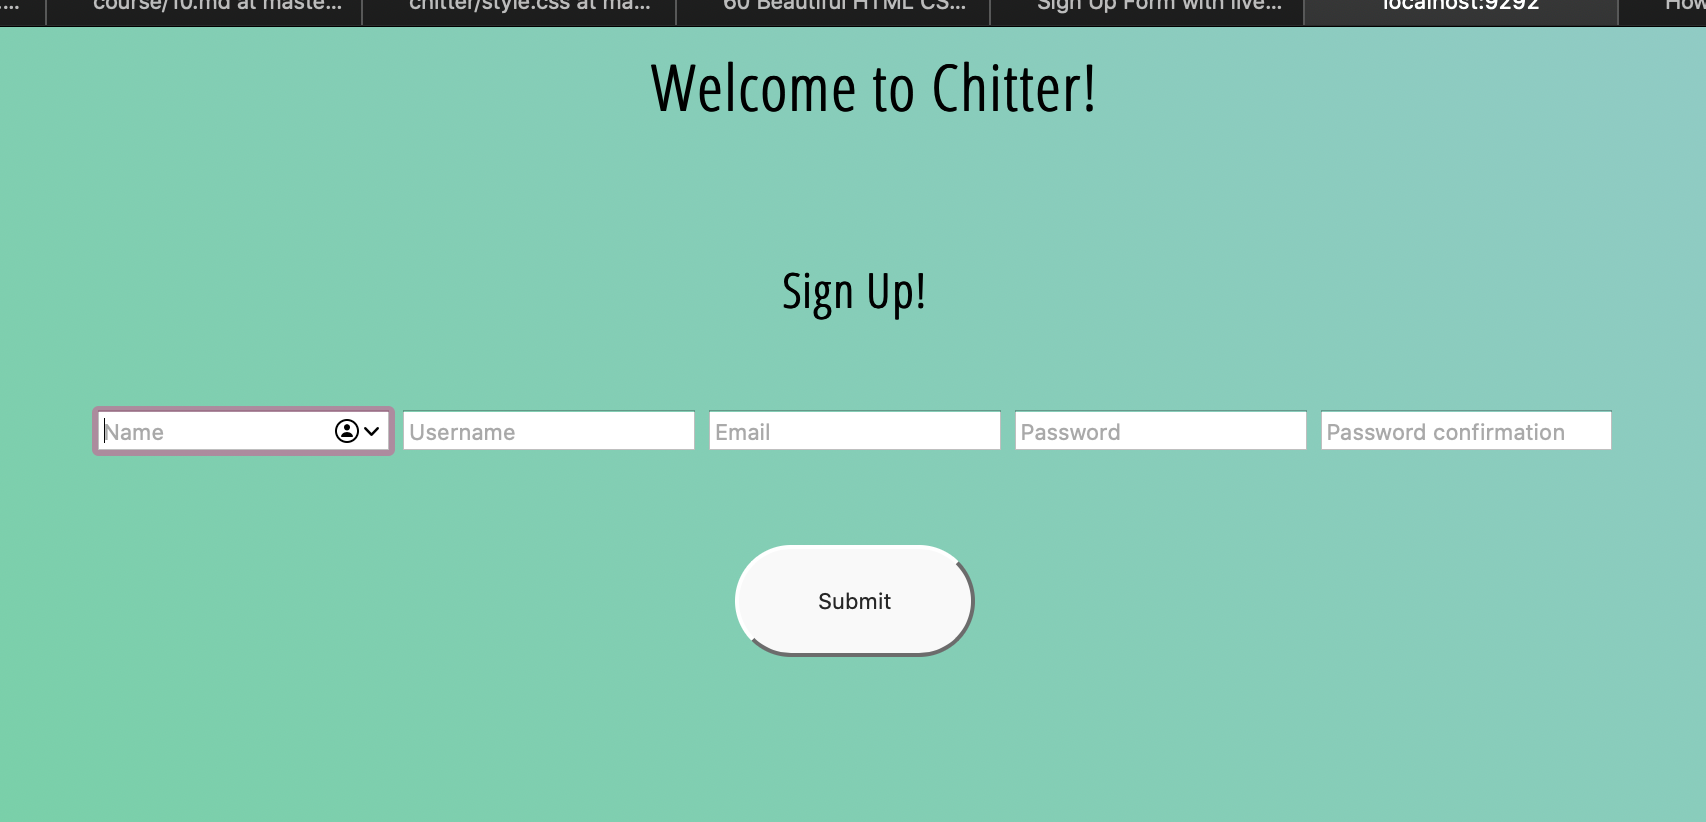 ... course/10.md at maste... chitter/style.css at ma... 60 Beautiful HTML CS... Sign Up Form with live... localhost:9292 How
Welcome to Chitter!
Sign Up!
Name Username Email Password Password confirmation
Submit